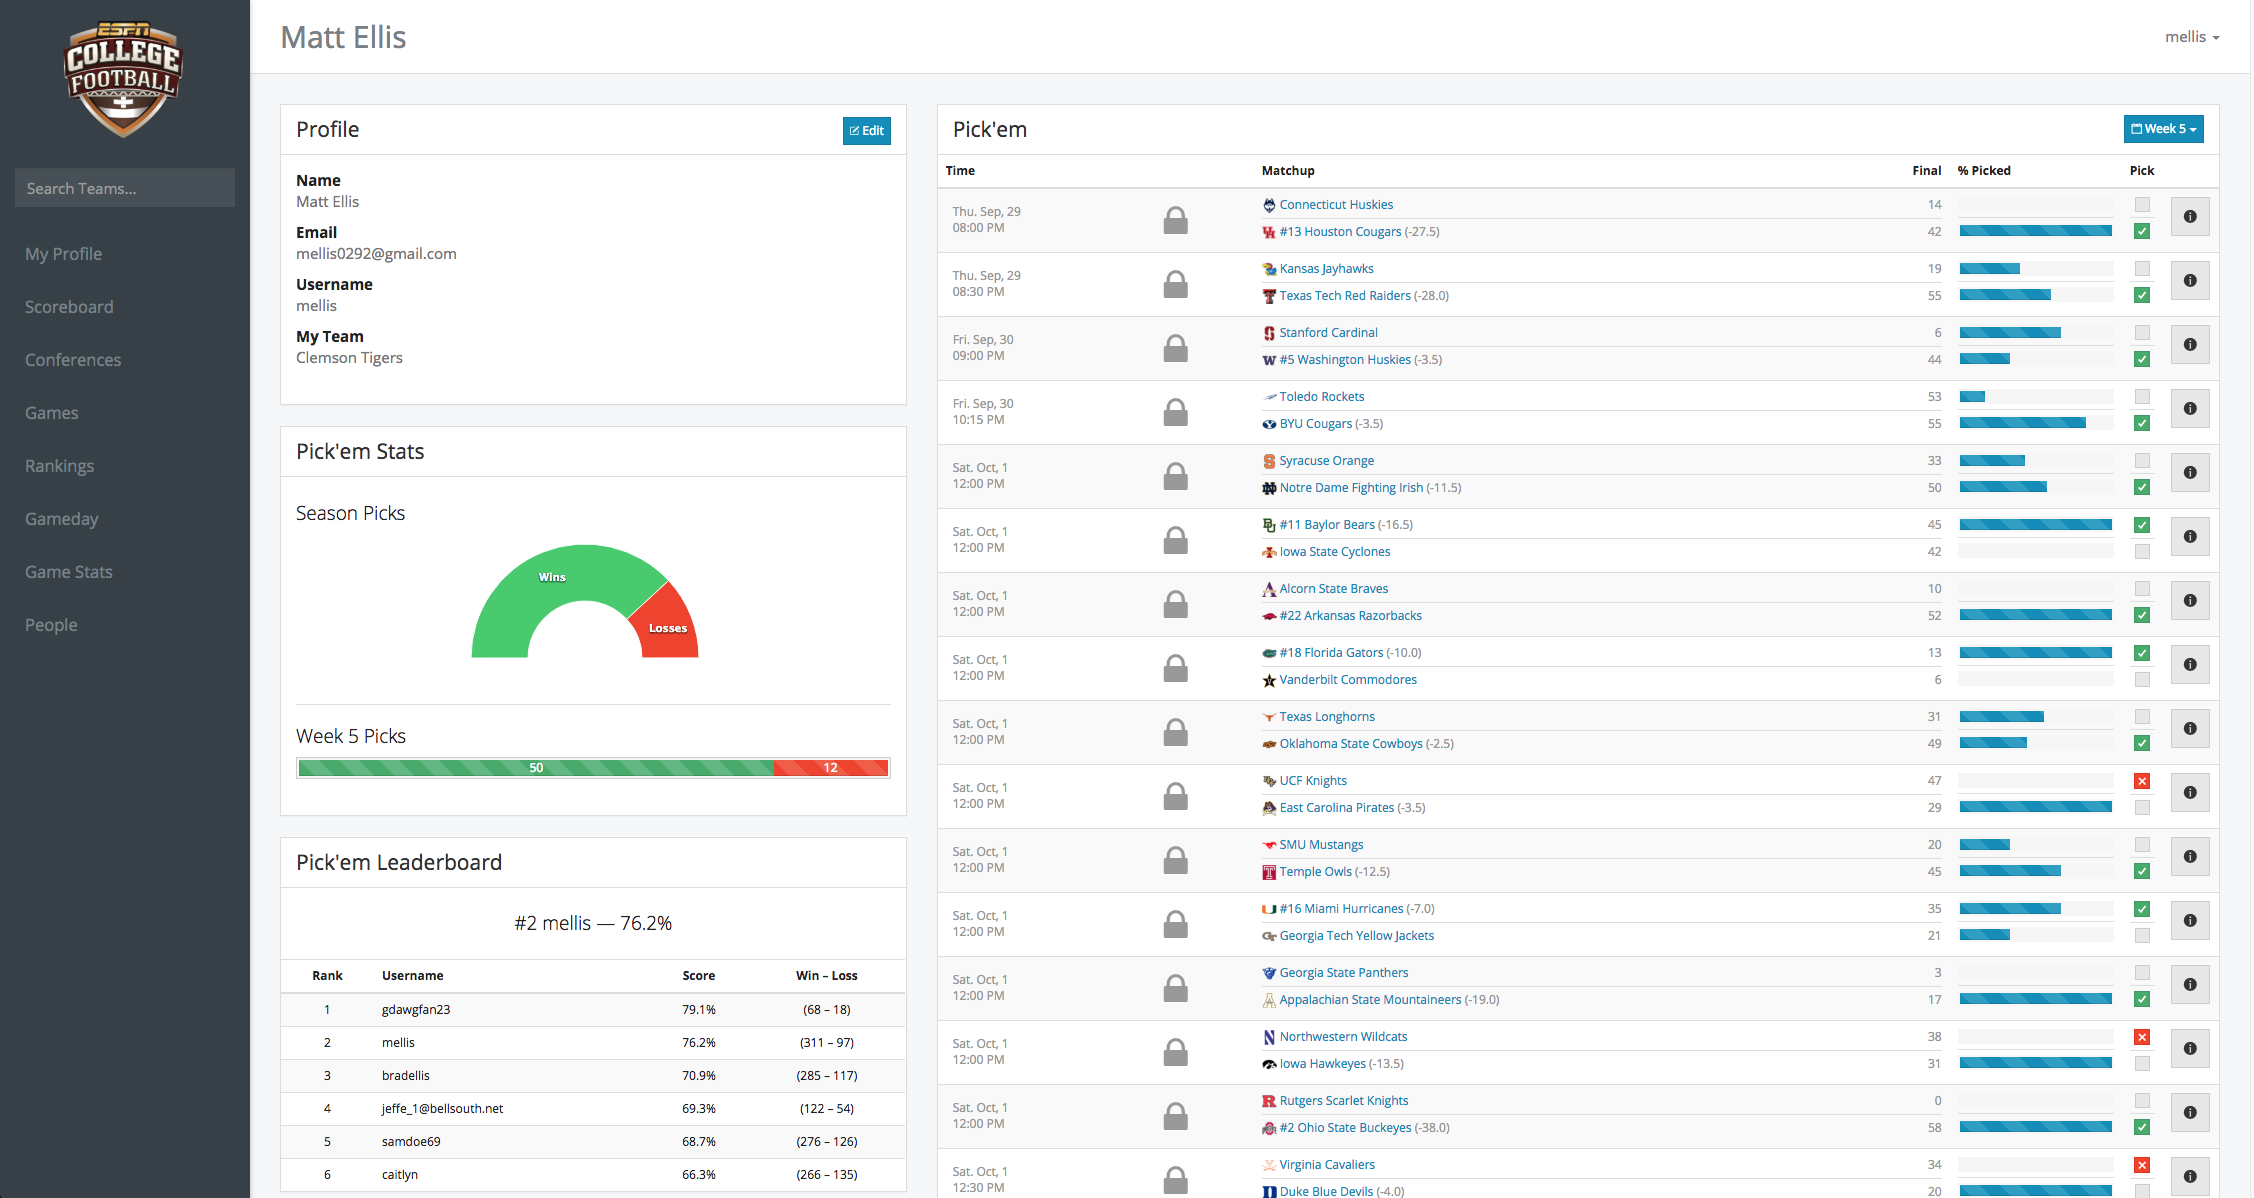 ESPN
COLLEGE
FOOTBALL
Search Teams...
My Profile
Scoreboard
Conferences
Games
Rankings
Gameday
Game Stats
People
Matt Ellis
mellis
Profile
Edit
Name
Matt Ellis
Email
mellis0292@gmail.com
Username
mellis
My Team
Clemson Tigers
Pick'em Stats
Season Picks
Wins
Losses
Week 5 Picks
50 12
Pick'em Leaderboard
#2 mellis — 76.2%
Rank Username Score Win – Loss
1 gdawgfan23 79.1% (68 – 18)
2 mellis 76.2% (311 – 97)
3 bradellis 70.9% (285 – 117)
4 jeffe_1@bellsouth.net 69.3% (122 – 54)
5 samdoe69 68.7% (276 – 126)
6 caitlyn 66.3% (266 – 135)
Pick'em
Week 5
Time Matchup Final % Picked Pick
Thu. Sep, 29
08:00 PM
Connecticut Huskies 14
#13 Houston Cougars (-27.5) 42
Thu. Sep, 29
08:30 PM
Kansas Jayhawks 19
Texas Tech Red Raiders (-28.0) 55
Fri. Sep, 30
09:00 PM
Stanford Cardinal 6
#5 Washington Huskies (-3.5) 44
Fri. Sep, 30
10:15 PM
Toledo Rockets 53
BYU Cougars (-3.5) 55
Sat. Oct, 1
12:00 PM
Syracuse Orange 33
Notre Dame Fighting Irish (-11.5) 50
Sat. Oct, 1
12:00 PM
#11 Baylor Bears (-16.5) 45
Iowa State Cyclones 42
Sat. Oct, 1
12:00 PM
Alcorn State Braves 10
#22 Arkansas Razorbacks 52
Sat. Oct, 1
12:00 PM
#18 Florida Gators (-10.0) 13
Vanderbilt Commodores 6
Sat. Oct, 1
12:00 PM
Texas Longhorns 31
Oklahoma State Cowboys (-2.5) 49
Sat. Oct, 1
12:00 PM
UCF Knights 47
East Carolina Pirates (-3.5) 29
Sat. Oct, 1
12:00 PM
SMU Mustangs 20
Temple Owls (-12.5) 45
Sat. Oct, 1
12:00 PM
#16 Miami Hurricanes (-7.0) 35
Georgia Tech Yellow Jackets 21
Sat. Oct, 1
12:00 PM
Georgia State Panthers 3
Appalachian State Mountaineers (-19.0) 17
Sat. Oct, 1
12:00 PM
Northwestern Wildcats 38
Iowa Hawkeyes (-13.5) 31
Sat. Oct, 1
12:00 PM
Rutgers Scarlet Knights 0
#2 Ohio State Buckeyes (-38.0) 58
Sat. Oct, 1
12:30 PM
Virginia Cavaliers 34
Duke Blue Devils (-4.0) 20